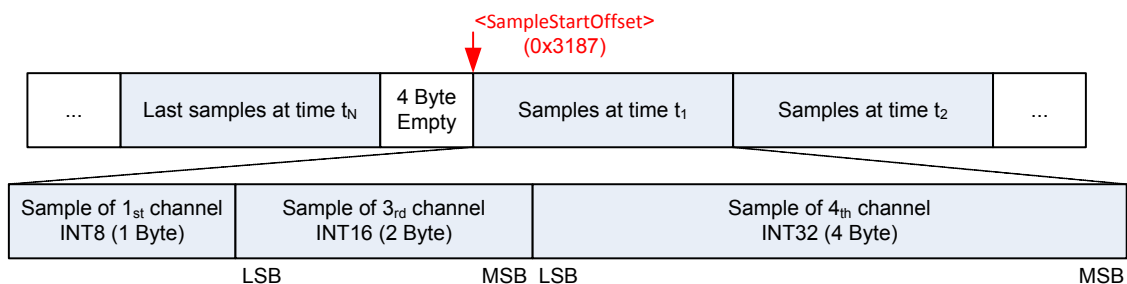 <SampleStartOffset>
(0x3187)
...
Last samples at time tN
4 Byte
Empty
Samples at time t1
Samples at time t2
...
Sample of 1st channel
INT8 (1 Byte)
Sample of 3rd channel
INT16 (2 Byte)
Sample of 4th channel
INT32 (4 Byte)
LSB
MSB
LSB
MSB